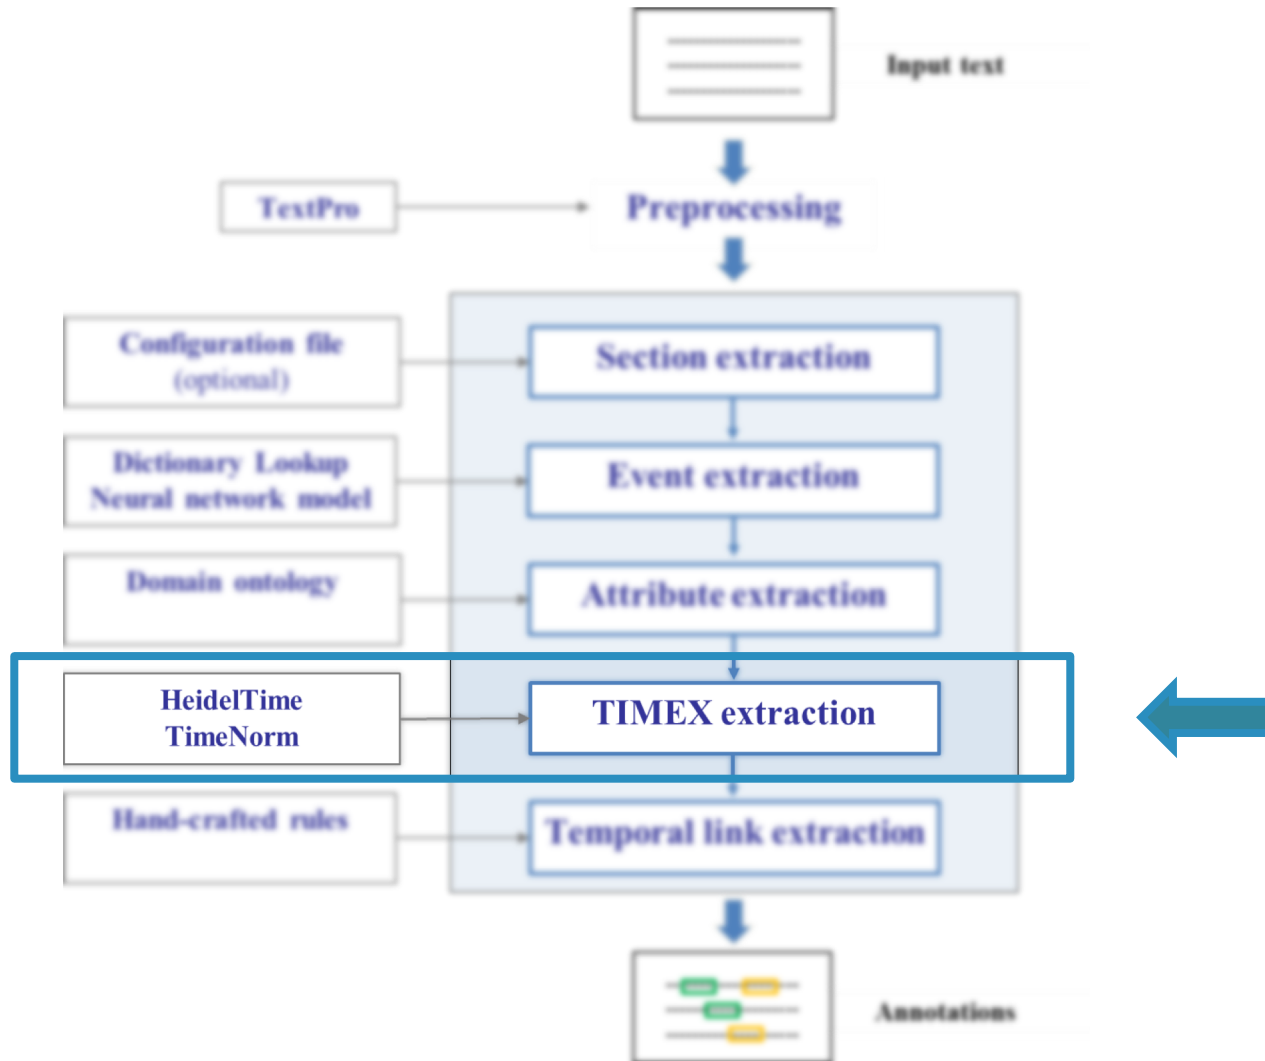 Input text
TextPro
Preprocessing
Configuration file
(optional)
Section extraction
Dictionary Lookup
Neural network model
Event extraction
Domain ontology
Attribute extraction
HeidelTime
TimeNorm
TIMEX extraction
Hand-crafted rules
Temporal link extraction
Annotations